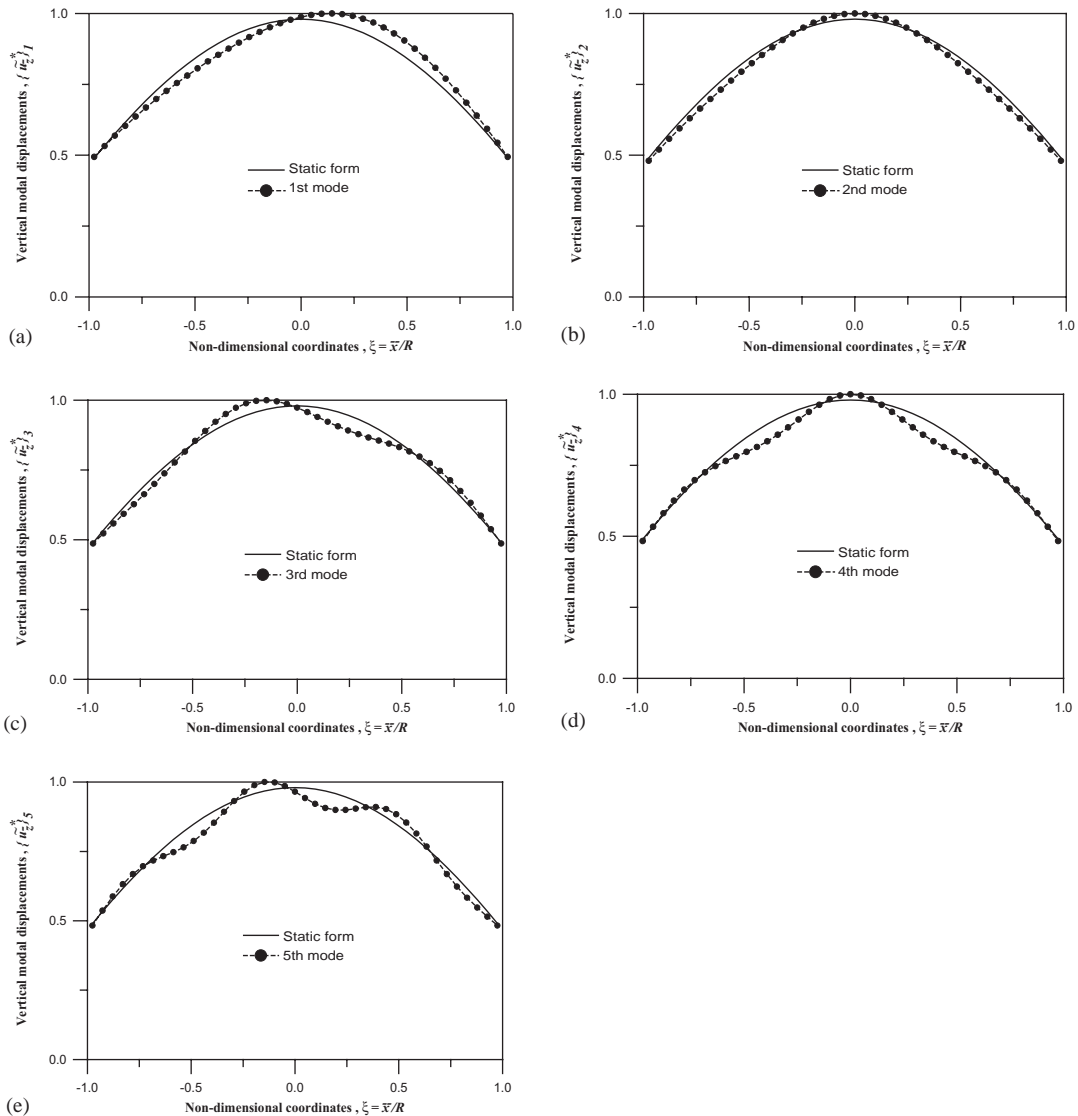 1.0
0.5
0.0
Vertical modal displacements , { ũz* }1
Static form
1st mode
-1.0 -0.5 0.0 0.5 1.0
(a)
Non-dimensional coordinates , ξ = x̅/R
1.0
0.5
0.0
Vertical modal displacements , { ũz* }2
Static form
2nd mode
-1.0 -0.5 0.0 0.5 1.0
(b)
Non-dimensional coordinates , ξ = x̅/R
1.0
0.5
0.0
Vertical modal displacements , { ũz* }3
Static form
3rd mode
-1.0 -0.5 0.0 0.5 1.0
(c)
Non-dimensional coordinates , ξ = x̅/R
1.0
0.5
0.0
Vertical modal displacements , { ũz* }4
Static form
4th mode
-1.0 -0.5 0.0 0.5 1.0
(d)
Non-dimensional coordinates , ξ = x̅/R
1.0
0.5
0.0
Vertical modal displacements , { ũz* }5
Static form
5th mode
-1.0 -0.5 0.0 0.5 1.0
(e)
Non-dimensional coordinates , ξ = x̅/R